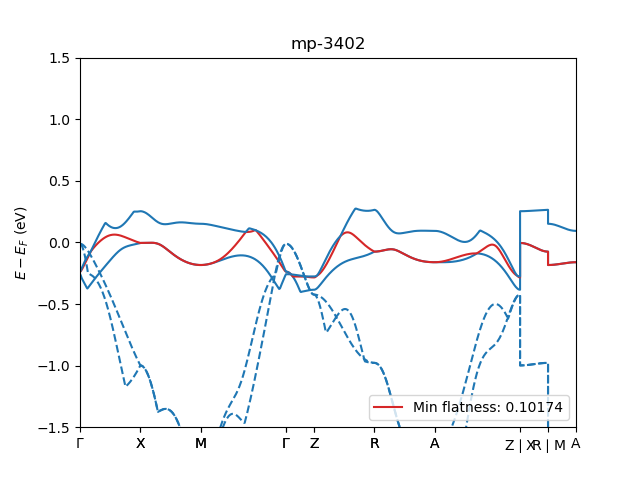 mp-3402
E − E_F (eV)
1.5
1.0
0.5
0.0
−0.5
−1.0
−1.5
Min flatness: 0.10174
Γ X M Γ Z R A Z | X R | M A